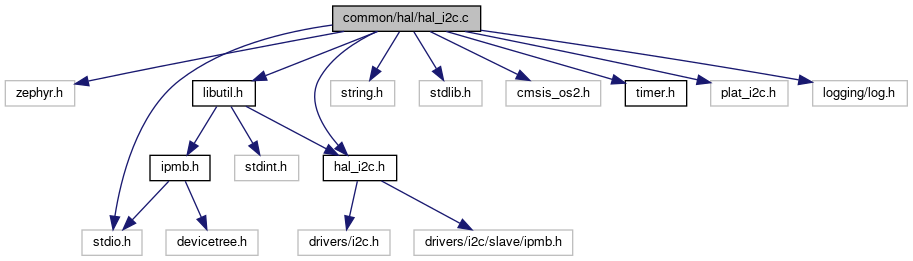 common/hal/hal_i2c.c
zephyr.h
libutil.h
string.h
stdlib.h
cmsis_os2.h
timer.h
plat_i2c.h
logging/log.h
ipmb.h
stdint.h
hal_i2c.h
stdio.h
devicetree.h
drivers/i2c.h
drivers/i2c/slave/ipmb.h